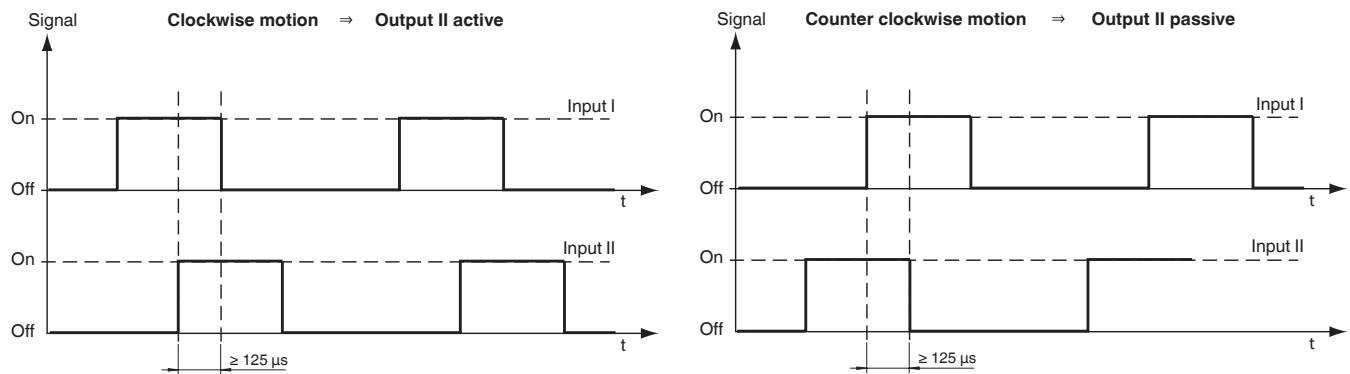 Signal Clockwise motion ⇒ Output II active
Input I
On
Off
t
Input II
On
Off
t
≥ 125 µs
Signal Counter clockwise motion ⇒ Output II passive
Input I
On
Off
t
Input II
On
Off
t
≥ 125 µs